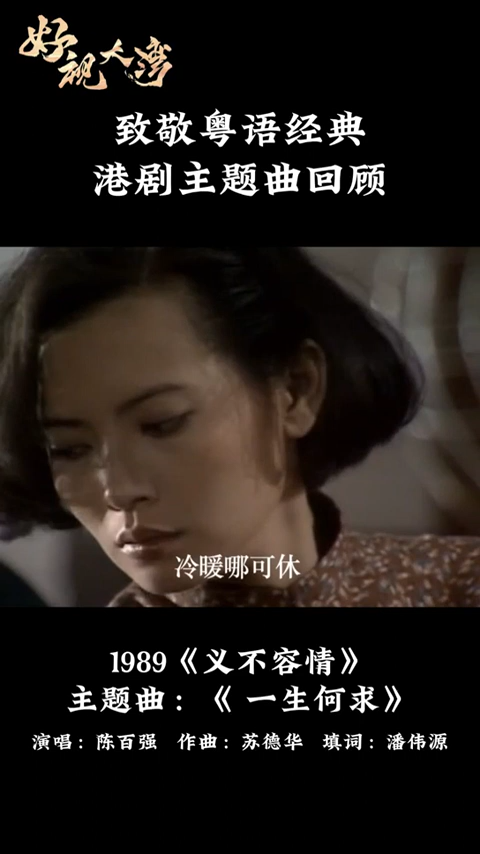 好视大湾
致敬粤语经典
港剧主题曲回顾
冷暖哪可休
1989《义不容情》
主题曲：《 一生何求》
演唱：陈百强 作曲：苏德华 填词：潘伟源